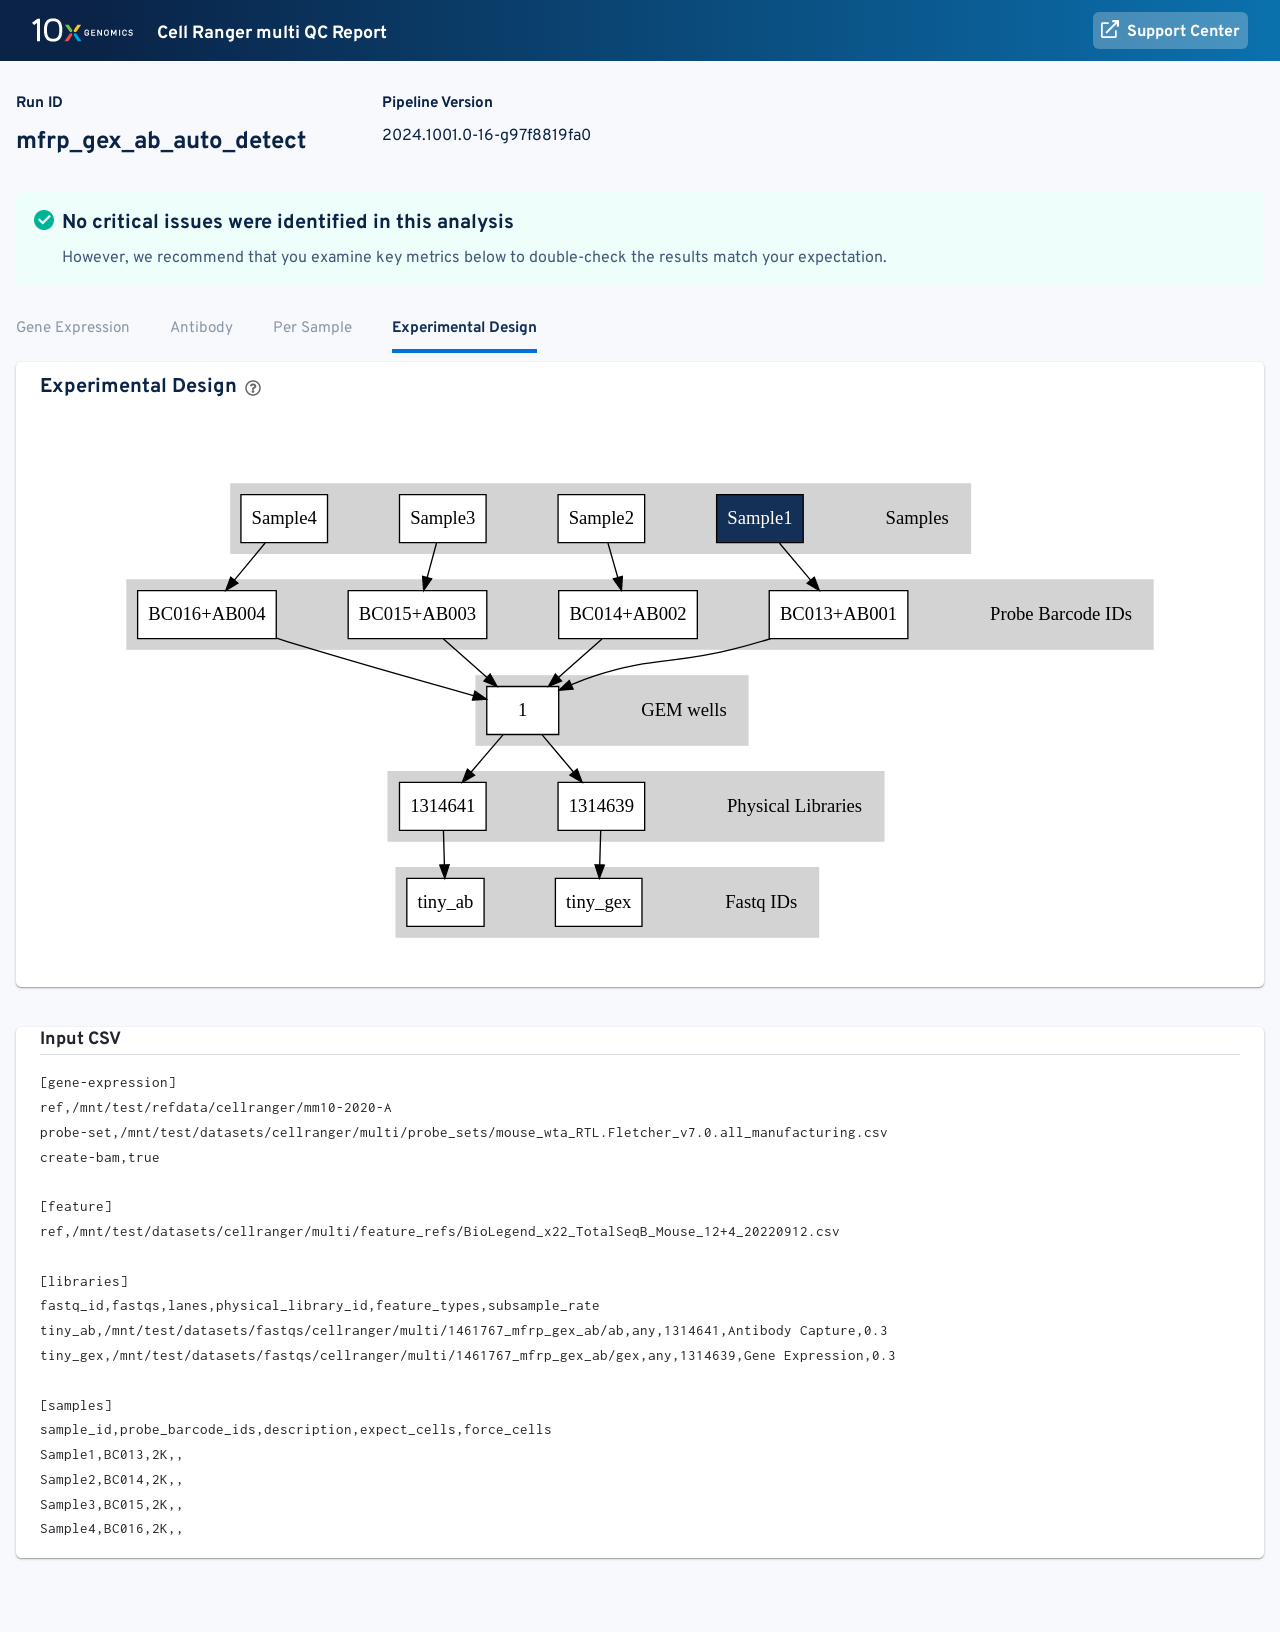 10X GENOMICS Cell Ranger multi QC Report Support Center
Run ID Pipeline Version
mfrp_gex_ab_auto_detect 2024.1001.0-16-g97f8819fa0
No critical issues were identified in this analysis
However, we recommend that you examine key metrics below to double-check the results match your expectation.
Gene Expression Antibody Per Sample Experimental Design
Experimental Design ?
Sample4 Sample3 Sample2 Sample1 Samples
BC016+AB004 BC015+AB003 BC014+AB002 BC013+AB001 Probe Barcode IDs
1 GEM wells
1314641 1314639 Physical Libraries
tiny_ab tiny_gex Fastq IDs
Input CSV
[gene-expression]
ref,/mnt/test/refdata/cellranger/mm10-2020-A
probe-set,/mnt/test/datasets/cellranger/multi/probe_sets/mouse_wta_RTL.Fletcher_v7.0.all_manufacturing.csv
create-bam,true
[feature]
ref,/mnt/test/datasets/cellranger/multi/feature_refs/BioLegend_x22_TotalSeqB_Mouse_12+4_20220912.csv
[libraries]
fastq_id,fastqs,lanes,physical_library_id,feature_types,subsample_rate
tiny_ab,/mnt/test/datasets/fastqs/cellranger/multi/1461767_mfrp_gex_ab/ab,any,1314641,Antibody Capture,0.3
tiny_gex,/mnt/test/datasets/fastqs/cellranger/multi/1461767_mfrp_gex_ab/gex,any,1314639,Gene Expression,0.3
[samples]
sample_id,probe_barcode_ids,description,expect_cells,force_cells
Sample1,BC013,2K,,
Sample2,BC014,2K,,
Sample3,BC015,2K,,
Sample4,BC016,2K,,